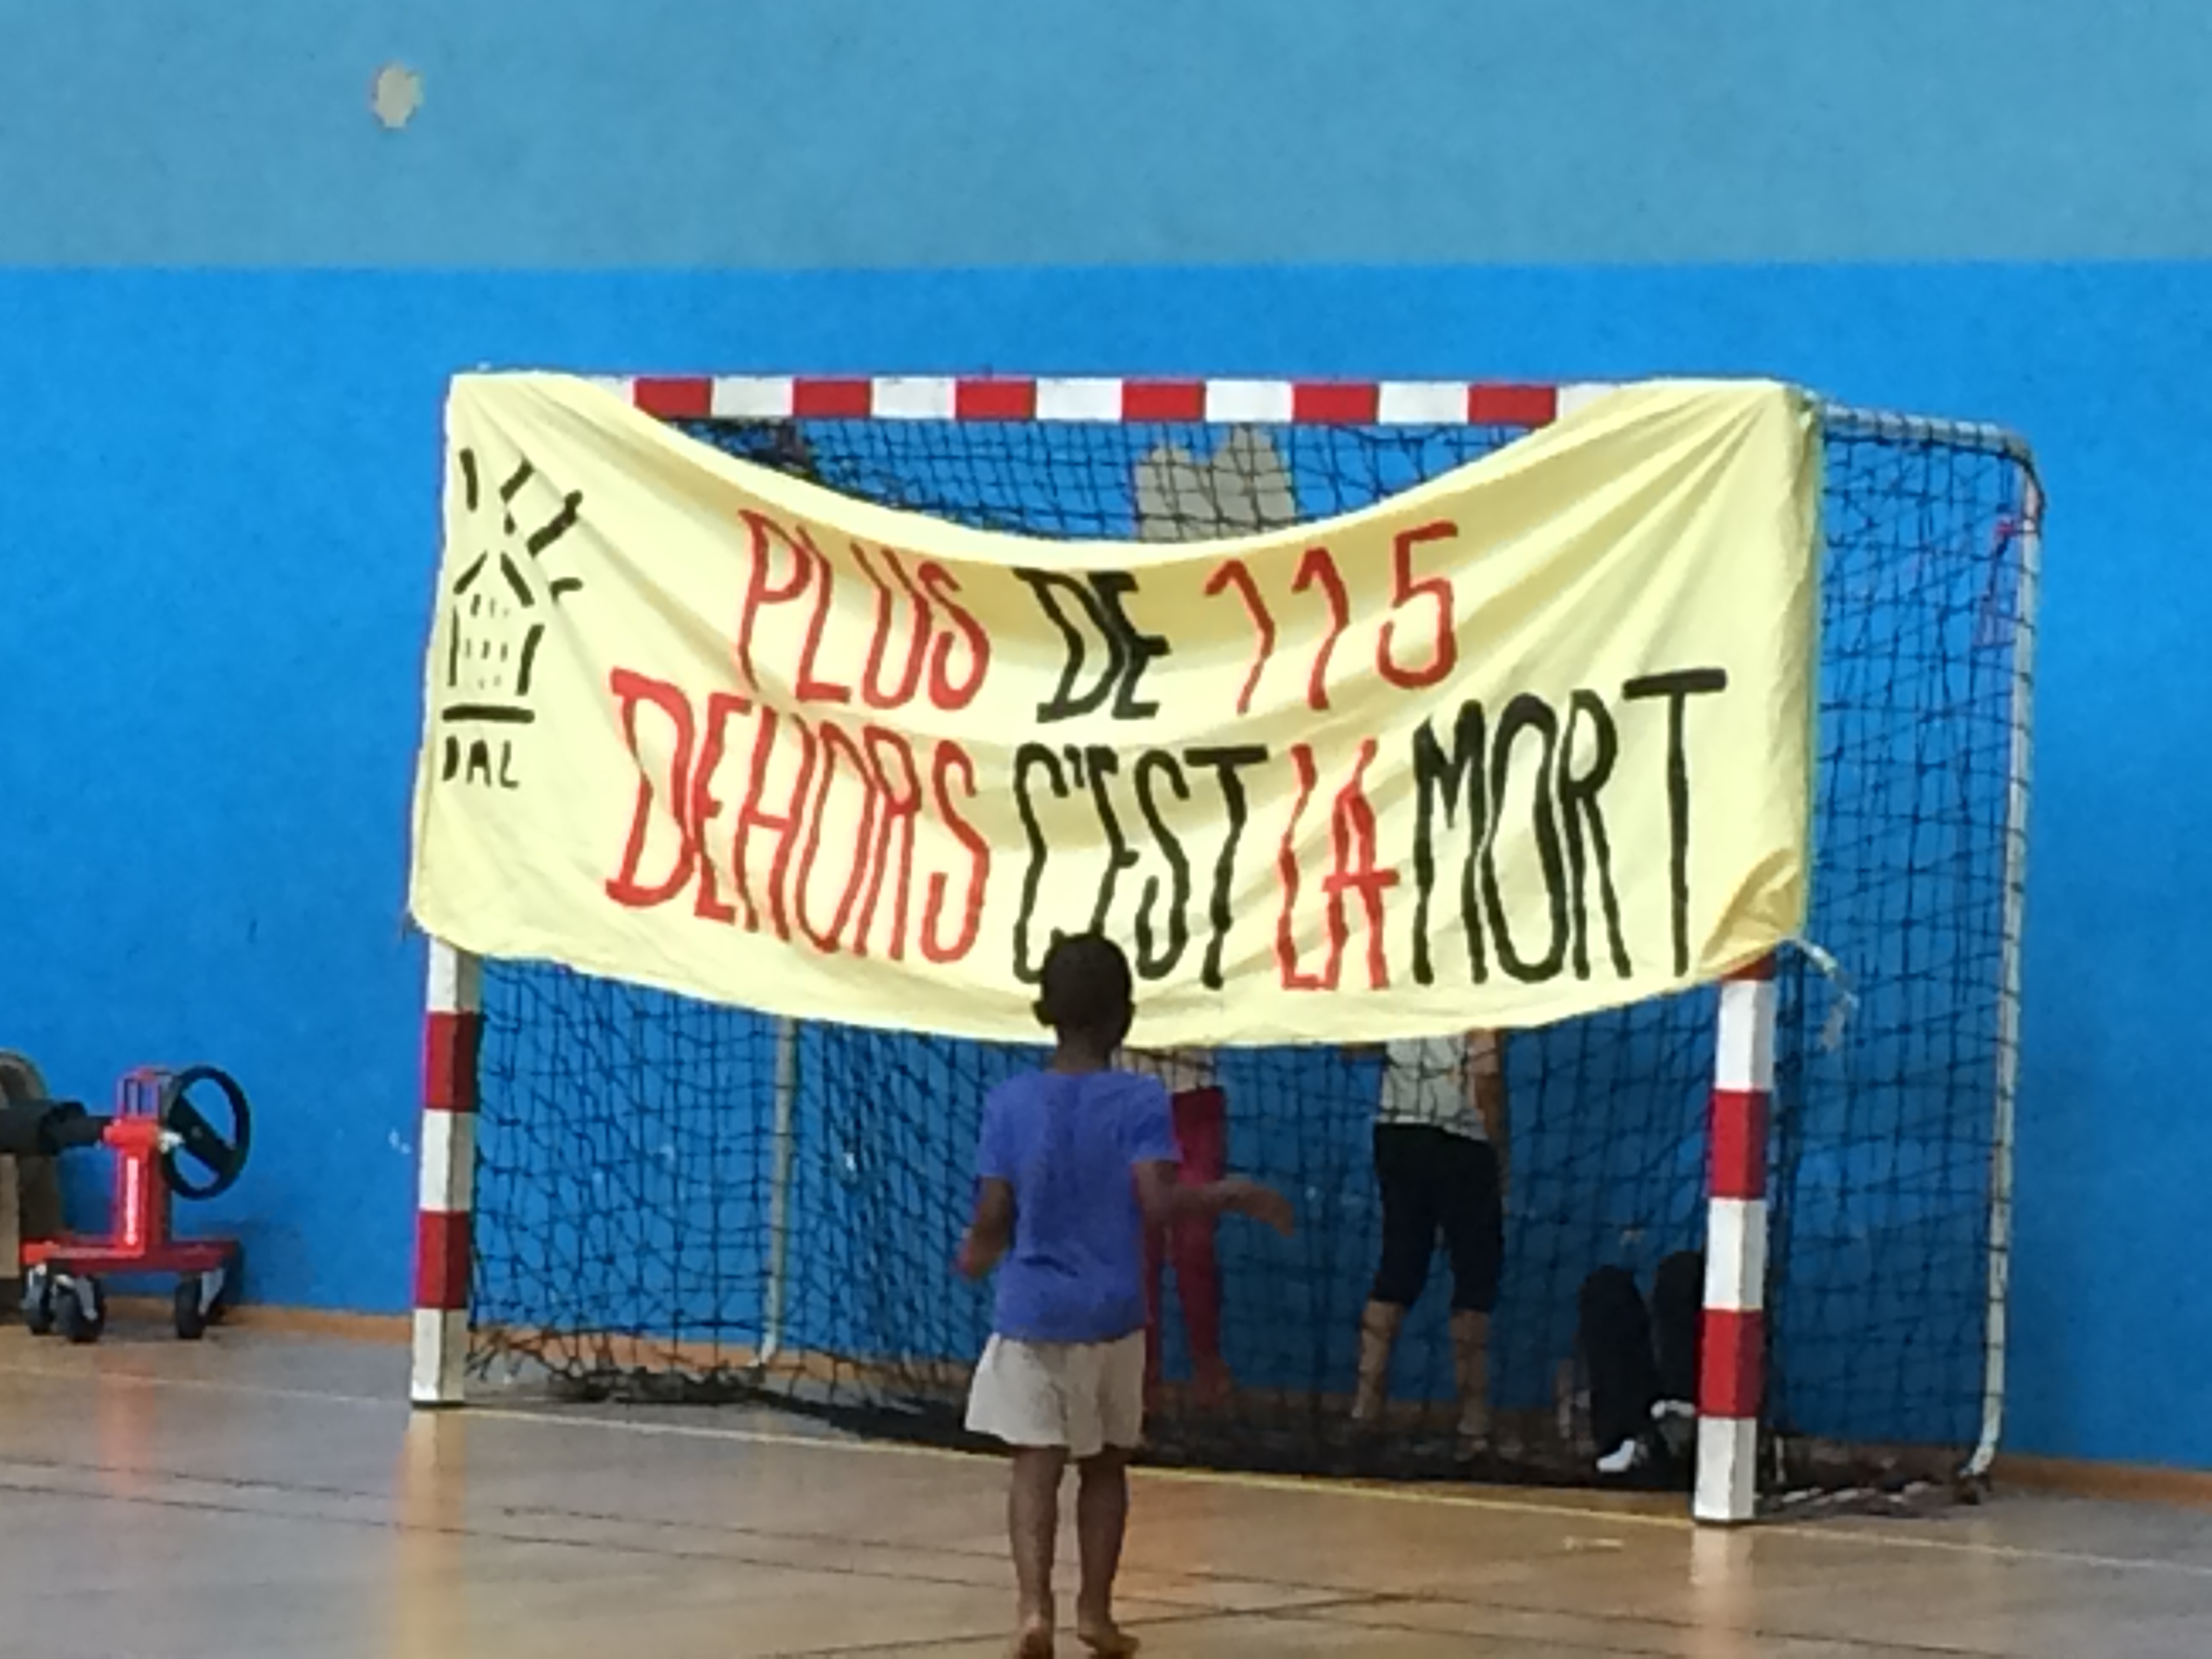 PLUS DE 115
DEHORS C'EST LA MORT
DAL